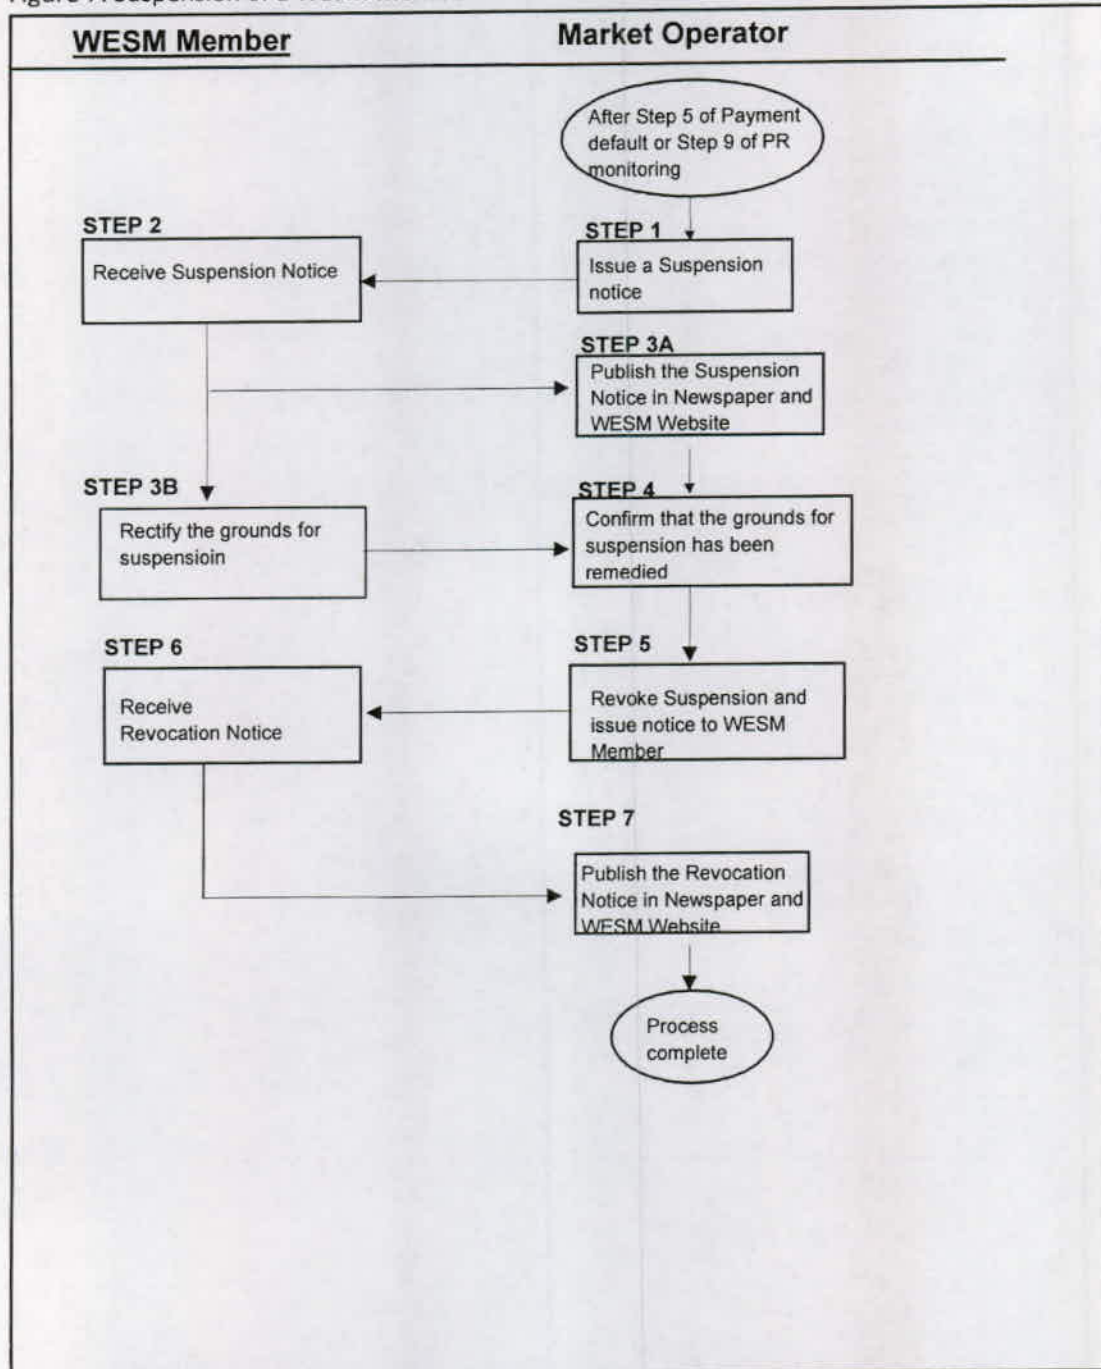 WESM Member
Market Operator
After Step 5 of Payment
default or Step 9 of PR
monitoring
STEP 2
STEP 1
Receive Suspension Notice
Issue a Suspension
notice
STEP 3A
Publish the Suspension
Notice in Newspaper and
WESM Website
STEP 3B
STEP 4
Rectify the grounds for
suspensioin
Confirm that the grounds for
suspension has been
remedied
STEP 6
STEP 5
Receive
Revocation Notice
Revoke Suspension and
issue notice to WESM
Member
STEP 7
Publish the Revocation
Notice in Newspaper and
WESM Website
Process
complete